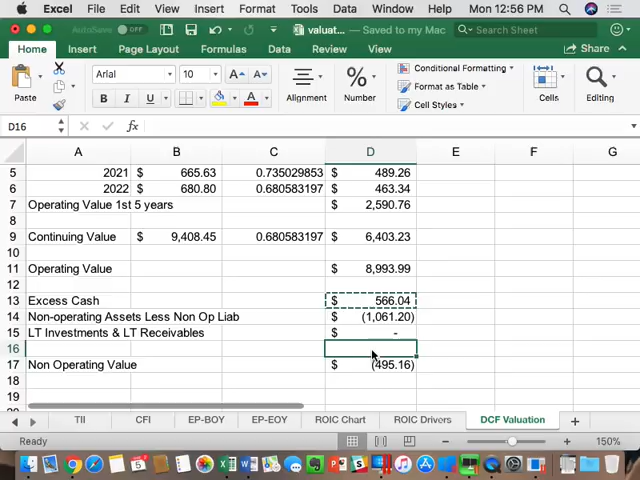 Excel File Edit View Insert Format Tools Data Window Help Mon 12:56 PM
AutoSave OFF valuat... — Saved to my Mac Search Sheet
Home Insert Page Layout Formulas Data Review View Share
Paste Arial 10 A A B I U A Alignment % Number Conditional Formatting Format as Table Cell Styles Cells Editing
D16 fx
A B C D E F G
5 2021 $ 665.63 0.735029853 $ 489.26
6 2022 $ 680.80 0.680583197 $ 463.34
7 Operating Value 1st 5 years $ 2,590.76
8
9 Continuing Value $ 9,408.45 0.680583197 $ 6,403.23
10
11 Operating Value $ 8,993.99
12
13 Excess Cash $ 566.04
14 Non-operating Assets Less Non Op Liab $ (1,061.20)
15 LT Investments & LT Receivables $ -
16
17 Non Operating Value $ (495.16)
18
19
TII CFI EP-BOY EP-EOY ROIC Chart ROIC Drivers DCF Valuation
Ready 150%